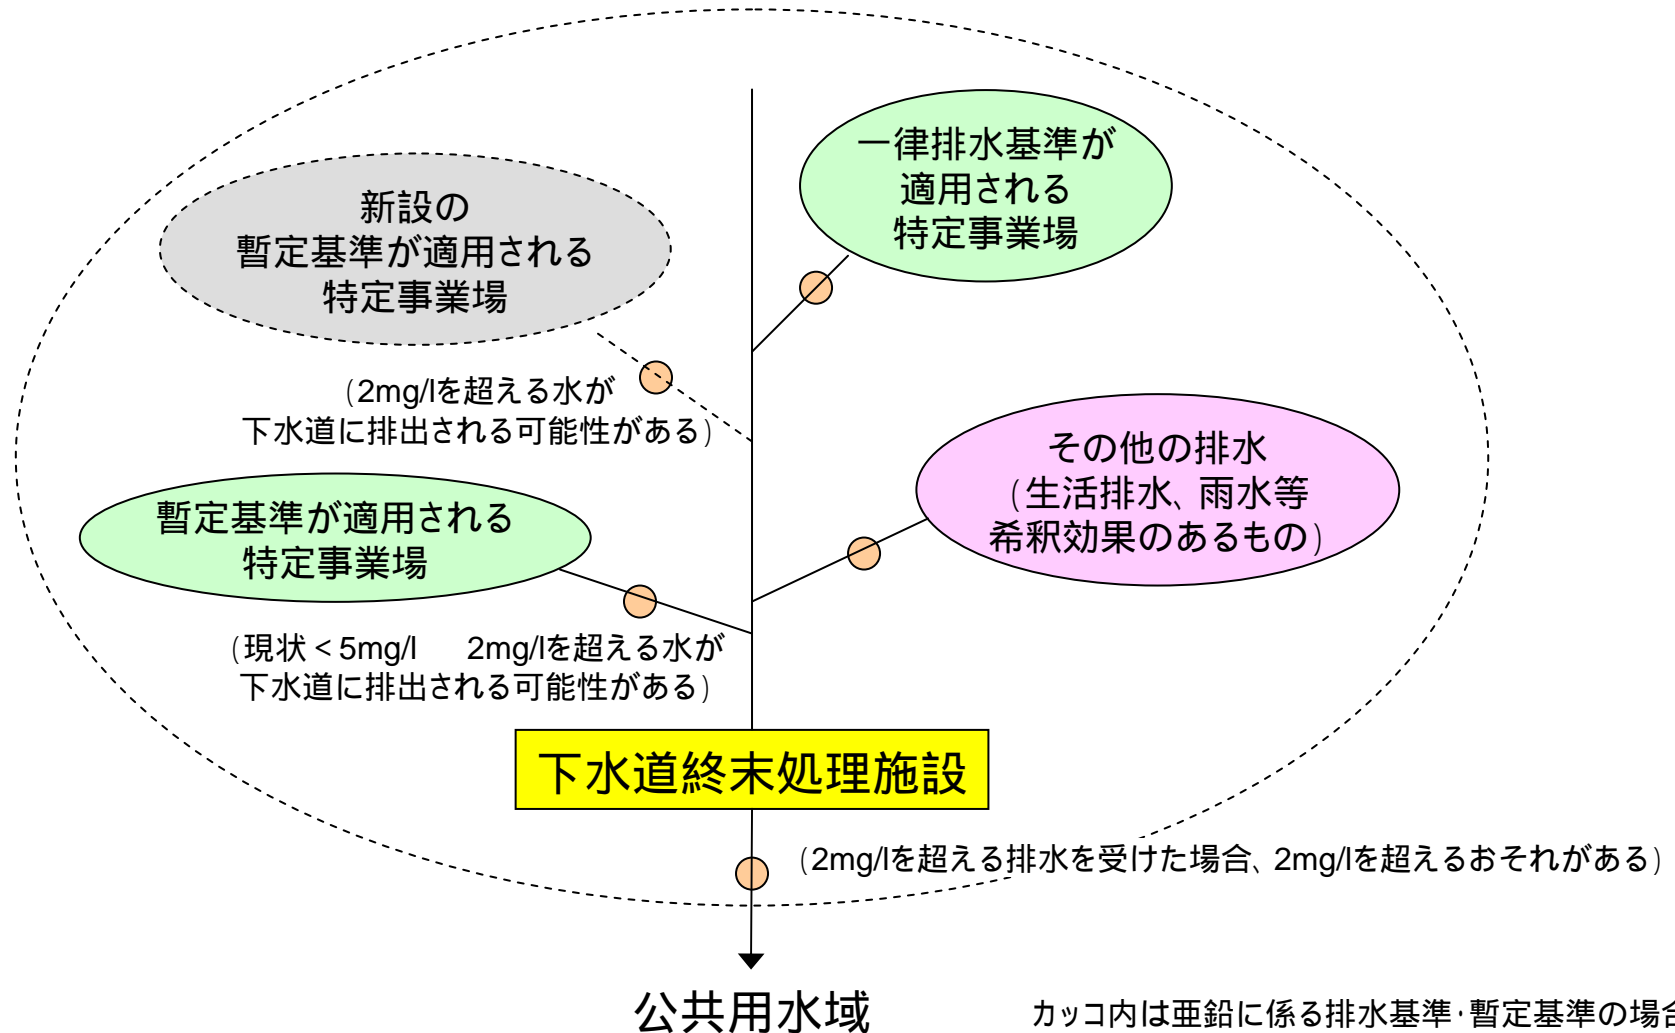 一律排水基準が
適用される
特定事業場
新設の
暫定基準が適用される
特定事業場
(2mg/lを超える水が
下水道に排出される可能性がある)
その他の排水
(生活排水、雨水等
希釈効果のあるもの)
暫定基準が適用される
特定事業場
(現状<5mg/l 2mg/lを超える水が
下水道に排出される可能性がある)
下水道終末処理施設
(2mg/lを超える排水を受けた場合、2mg/lを超えるおそれがある)
公共用水域
カッコ内は亜鉛に係る排水基準・暫定基準の場合